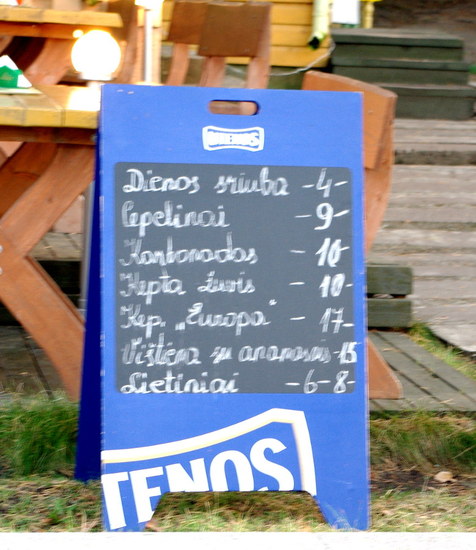 UTENOS
Dienos sriuba -4-
Cepelinai - 9-
Karbonadas - 10-
Kepta žuvis - 10-
Kep. „Europa" - 17-
Vištiena su ananasais -15
Lietiniai -6-8-
TENOS